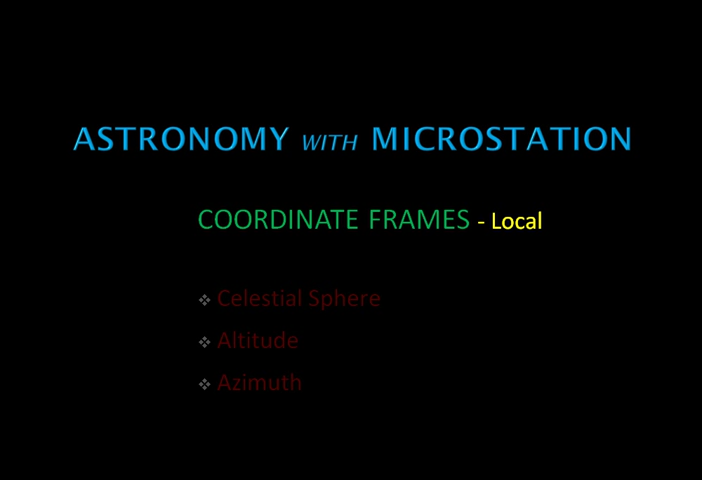 ASTRONOMY WITH MICROSTATION
COORDINATE FRAMES - Local
❖ Celestial Sphere
❖ Altitude
❖ Azimuth